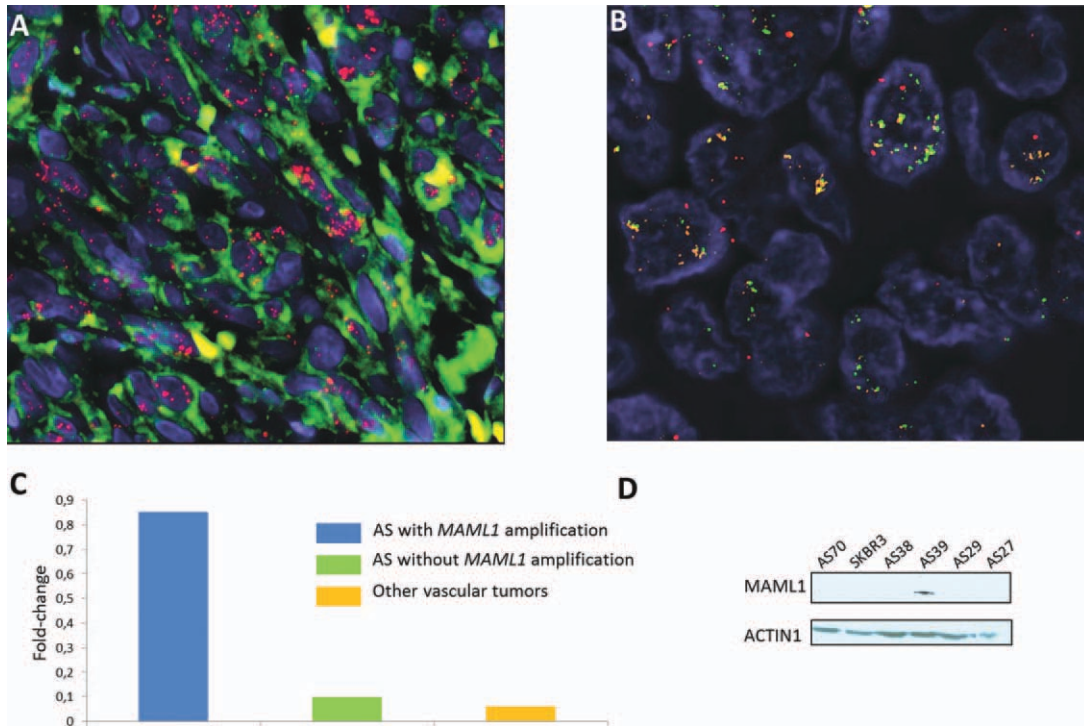 A
B
C
Fold-change
0,9
0,8
0,7
0,6
0,5
0,4
0,3
0,2
0,1
0
AS with MAML1 amplification
AS without MAML1 amplification
Other vascular tumors
D
AS70 SKBR3 AS38 AS39 AS29 AS27
MAML1
ACTIN1